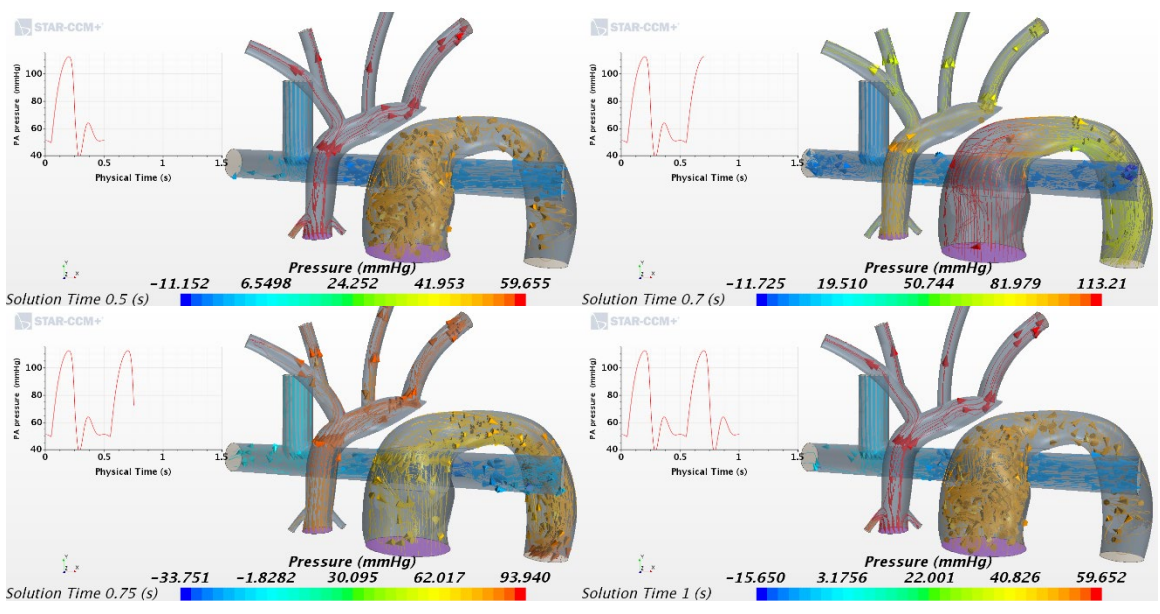 STAR-CCM+
PA pressure (mmHg)
100
80
60
40
0
0.5
1
1.5
Physical Time (s)
Y
Z X
Pressure (mmHg)
-11.152 6.5498 24.252 41.953 59.655
Solution Time 0.5 (s)
STAR-CCM+
PA pressure (mmHg)
100
80
60
40
0
0.5
1
1.5
Physical Time (s)
Y
Z X
Pressure (mmHg)
-11.725 19.510 50.744 81.979 113.21
Solution Time 0.7 (s)
STAR-CCM+
PA pressure (mmHg)
100
80
60
40
0
0.5
1
1.5
Physical Time (s)
Y
Z X
Pressure (mmHg)
-33.751 -1.8282 30.095 62.017 93.940
Solution Time 0.75 (s)
STAR-CCM+
PA pressure (mmHg)
100
80
60
40
0
0.5
1
1.5
Physical Time (s)
Y
Z X
Pressure (mmHg)
-15.650 3.1756 22.001 40.826 59.652
Solution Time 1 (s)